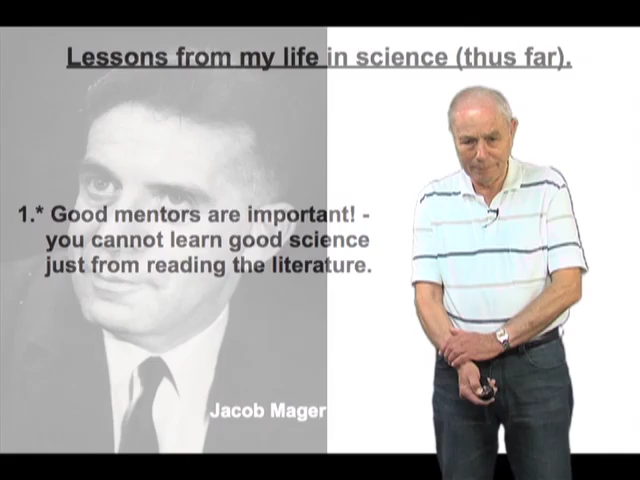 Lessons from my life in science (thus far).
1.* Good mentors are important! -
you cannot learn good science
just from reading the literature.
Jacob Mager